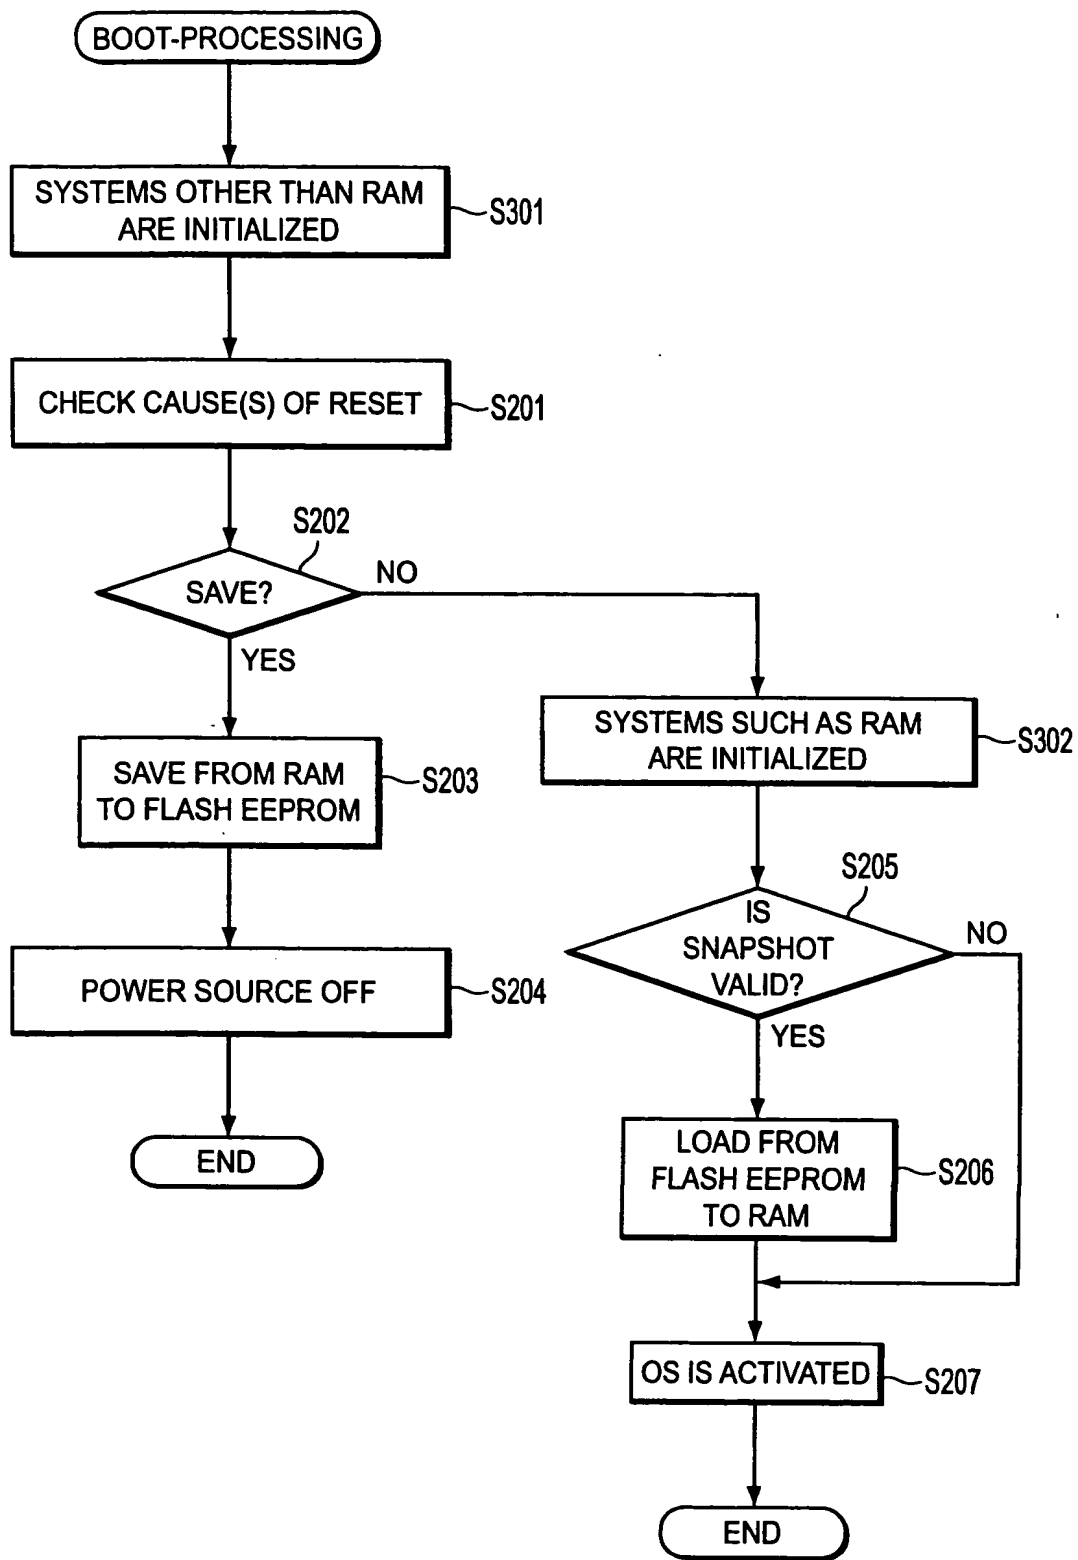 BOOT-PROCESSING
SYSTEMS OTHER THAN RAM
ARE INITIALIZED
S301
CHECK CAUSE(S) OF RESET
S201
S202
SAVE?
NO
YES
SAVE FROM RAM
TO FLASH EEPROM
S203
POWER SOURCE OFF
S204
END
SYSTEMS SUCH AS RAM
ARE INITIALIZED
S302
S205
IS
SNAPSHOT
VALID?
NO
YES
LOAD FROM
FLASH EEPROM
TO RAM
S206
OS IS ACTIVATED
S207
END